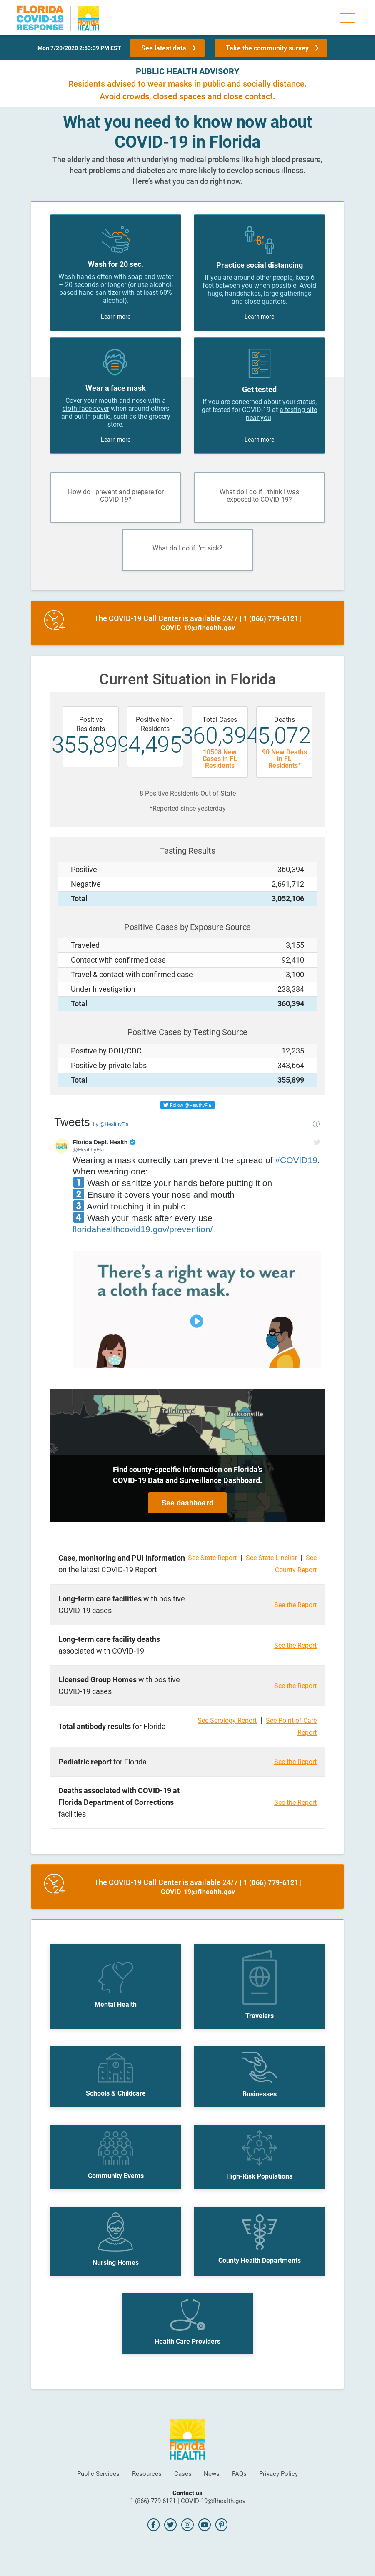 FLORIDA
COVID-19
RESPONSE
Florida
HEALTH
Mon 7/20/2020 2:53:39 PM EST
See latest data
Take the community survey
PUBLIC HEALTH ADVISORY
Residents advised to wear masks in public and socially distance.
Avoid crowds, closed spaces and close contact.
What you need to know now about
COVID-19 in Florida
The elderly and those with underlying medical problems like high blood pressure,
heart problems and diabetes are more likely to develop serious illness.
Here's what you can do right now.
Wash for 20 sec.
Wash hands often with soap and water
– 20 seconds or longer (or use alcohol-
based hand sanitizer with at least 60%
alcohol).
Learn more
6'
Practice social distancing
If you are around other people, keep 6
feet between you when possible. Avoid
hugs, handshakes, large gatherings
and close quarters.
Learn more
Wear a face mask
Cover your mouth and nose with a
cloth face cover when around others
and out in public, such as the grocery
store.
Learn more
Get tested
If you are concerned about your status,
get tested for COVID-19 at a testing site
near you.
Learn more
How do I prevent and prepare for
COVID-19?
What do I do if I think I was
exposed to COVID-19?
What do I do if I'm sick?
24
The COVID-19 Call Center is available 24/7 | 1 (866) 779-6121 |
COVID-19@flhealth.gov
Current Situation in Florida
Positive
Residents
355,899
Positive Non-
Residents
4,495
Total Cases
360,394
10508 New
Cases in FL
Residents
Deaths
5,072
90 New Deaths
in FL
Residents*
8 Positive Residents Out of State
*Reported since yesterday
Testing Results
Positive 360,394
Negative 2,691,712
Total 3,052,106
Positive Cases by Exposure Source
Traveled 3,155
Contact with confirmed case 92,410
Travel & contact with confirmed case 3,100
Under Investigation 238,384
Total 360,394
Positive Cases by Testing Source
Positive by DOH/CDC 12,235
Positive by private labs 343,664
Total 355,899
Follow @HealthyFla
Tweets by @HealthyFla
Florida Dept. Health
@HealthyFla
Wearing a mask correctly can prevent the spread of #COVID19.
When wearing one:
1 Wash or sanitize your hands before putting it on
2 Ensure it covers your nose and mouth
3 Avoid touching it in public
4 Wash your mask after every use
floridahealthcovid19.gov/prevention/
There's a right way to wear
a cloth face mask.
Tallahassee
Jacksonville
Find county-specific information on Florida's
COVID-19 Data and Surveillance Dashboard.
See dashboard
Case, monitoring and PUI information
on the latest COVID-19 Report
See State Report | See State Linelist | See
County Report
Long-term care facilities with positive
COVID-19 cases
See the Report
Long-term care facility deaths
associated with COVID-19
See the Report
Licensed Group Homes with positive
COVID-19 cases
See the Report
Total antibody results for Florida
See Serology Report | See Point-of-Care
Report
Pediatric report for Florida
See the Report
Deaths associated with COVID-19 at
Florida Department of Corrections
facilities
See the Report
24
The COVID-19 Call Center is available 24/7 | 1 (866) 779-6121 |
COVID-19@flhealth.gov
Mental Health
Travelers
Schools & Childcare
Businesses
Community Events
High-Risk Populations
Nursing Homes
County Health Departments
Health Care Providers
Florida
HEALTH
Public Services Resources Cases News FAQs Privacy Policy
Contact us
1 (866) 779-6121 | COVID-19@flhealth.gov